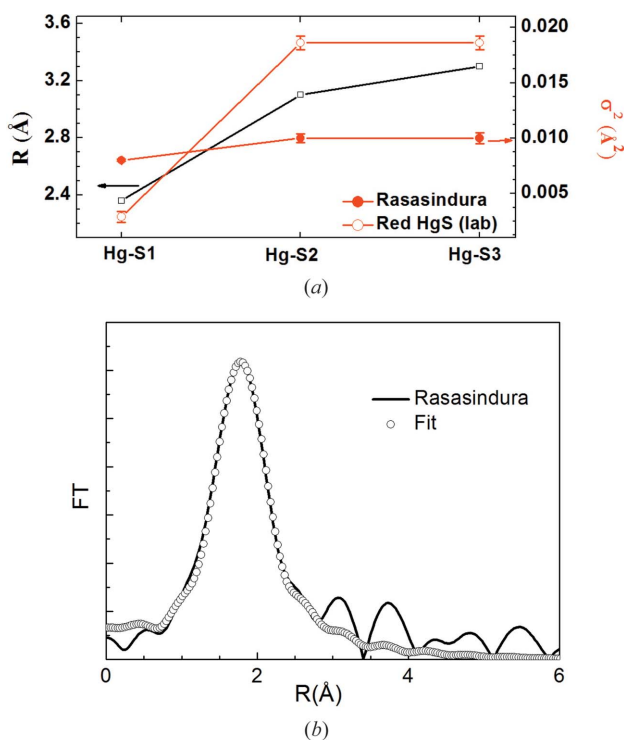 3.6
3.2
2.8
2.4
R (Å)
0.020
0.015
0.010
0.005
σ² (Å²)
Rasasindura
Red HgS (lab)
Hg-S1 Hg-S2 Hg-S3
(a)
Rasasindura
Fit
FT
0 2 4 6
R(Å)
(b)